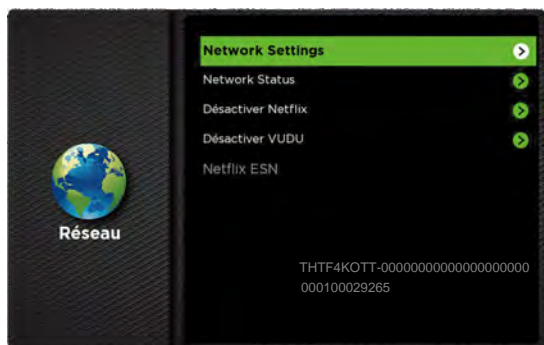 Network Settings
Network Status
Désactiver Netflix
Désactiver VUDU
Netflix ESN
Réseau
THTF4KOTT-00000000000000000000
000100029265